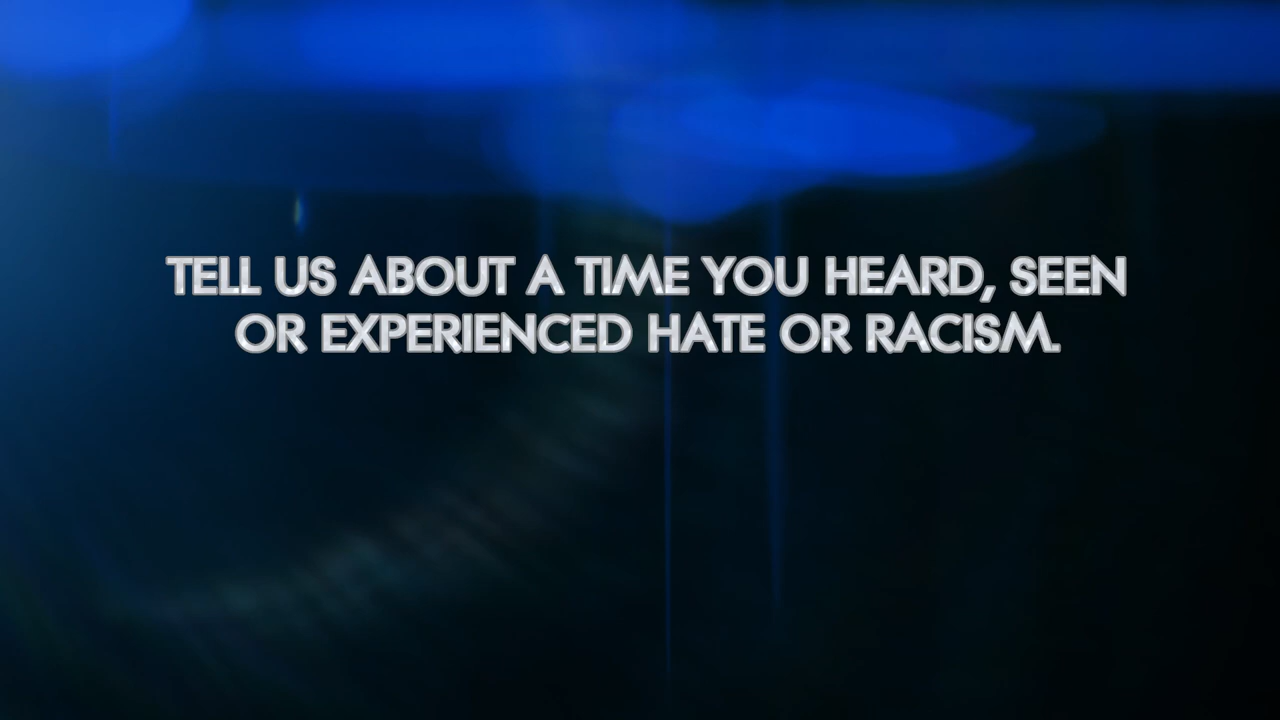 TELL US ABOUT A TIME YOU HEARD, SEEN
OR EXPERIENCED HATE OR RACISM.